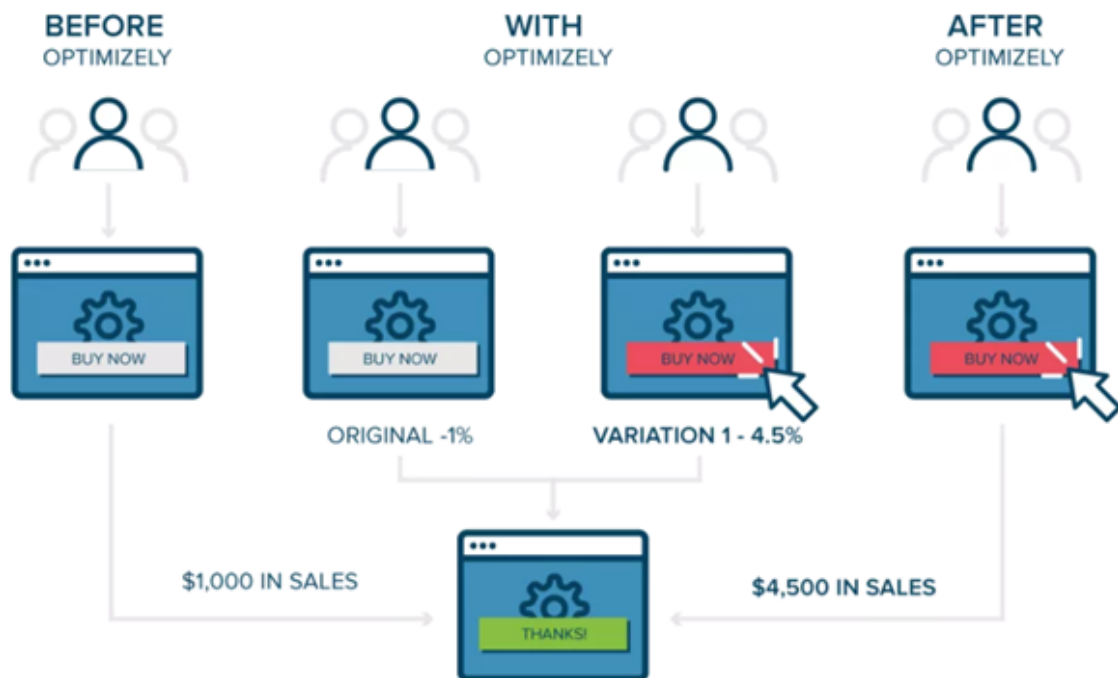 BEFORE
OPTIMIZELY
WITH
OPTIMIZELY
AFTER
OPTIMIZELY
BUY NOW
BUY NOW
BUY NOW
BUY NOW
ORIGINAL -1%
VARIATION 1 - 4.5%
$1,000 IN SALES
$4,500 IN SALES
THANKS!